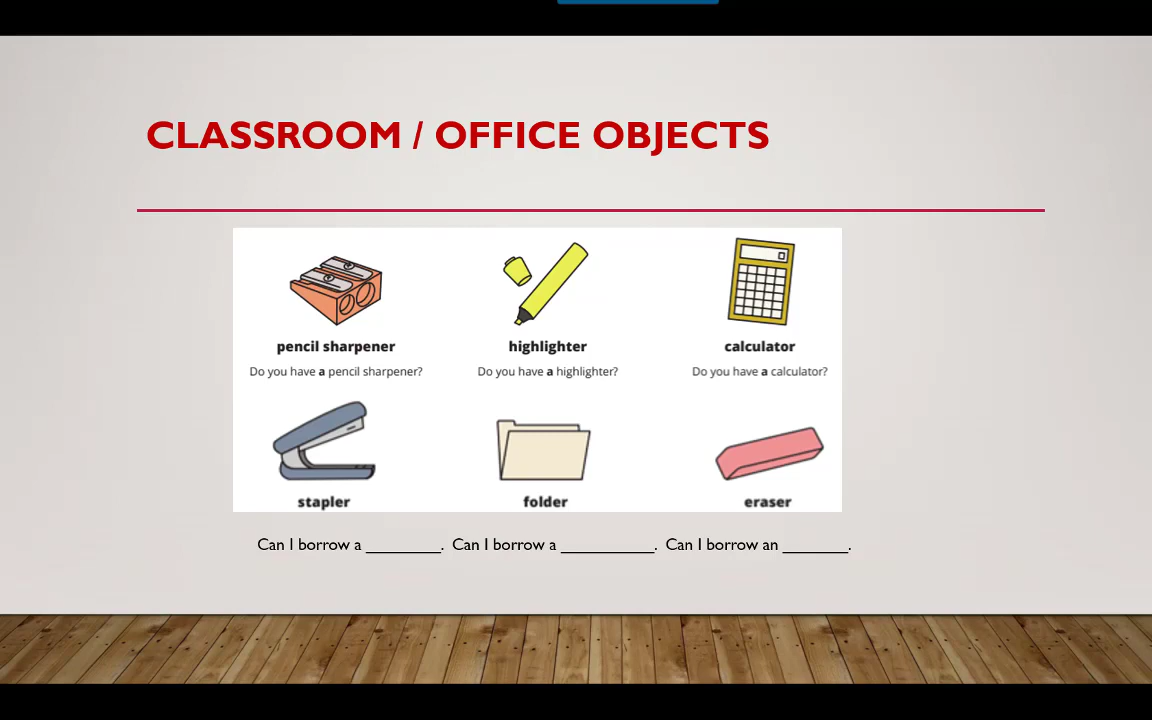 CLASSROOM / OFFICE OBJECTS
pencil sharpener highlighter calculator
Do you have a pencil sharpener? Do you have a highlighter? Do you have a calculator?
stapler folder eraser
Can I borrow a ________. Can I borrow a __________. Can I borrow an _______.